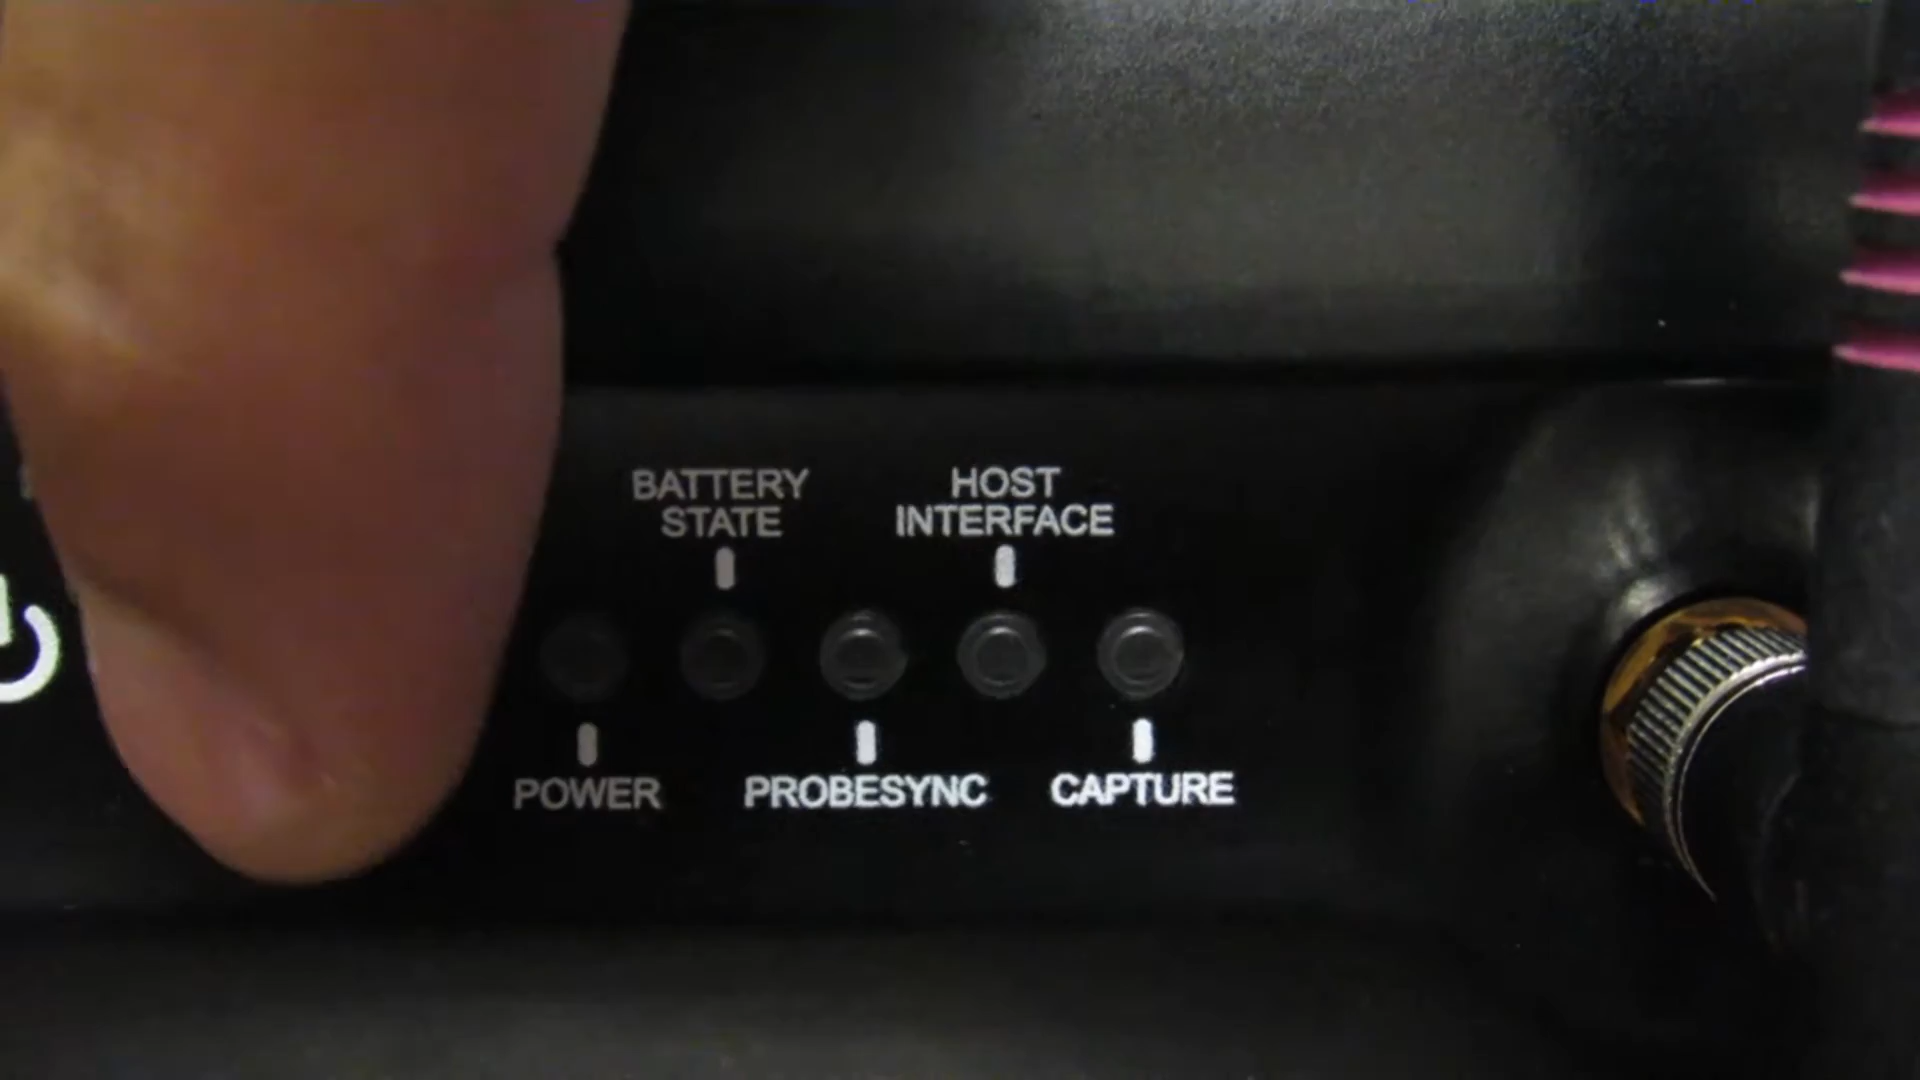 BATTERY
STATE
HOST
INTERFACE
POWER
PROBESYNC
CAPTURE